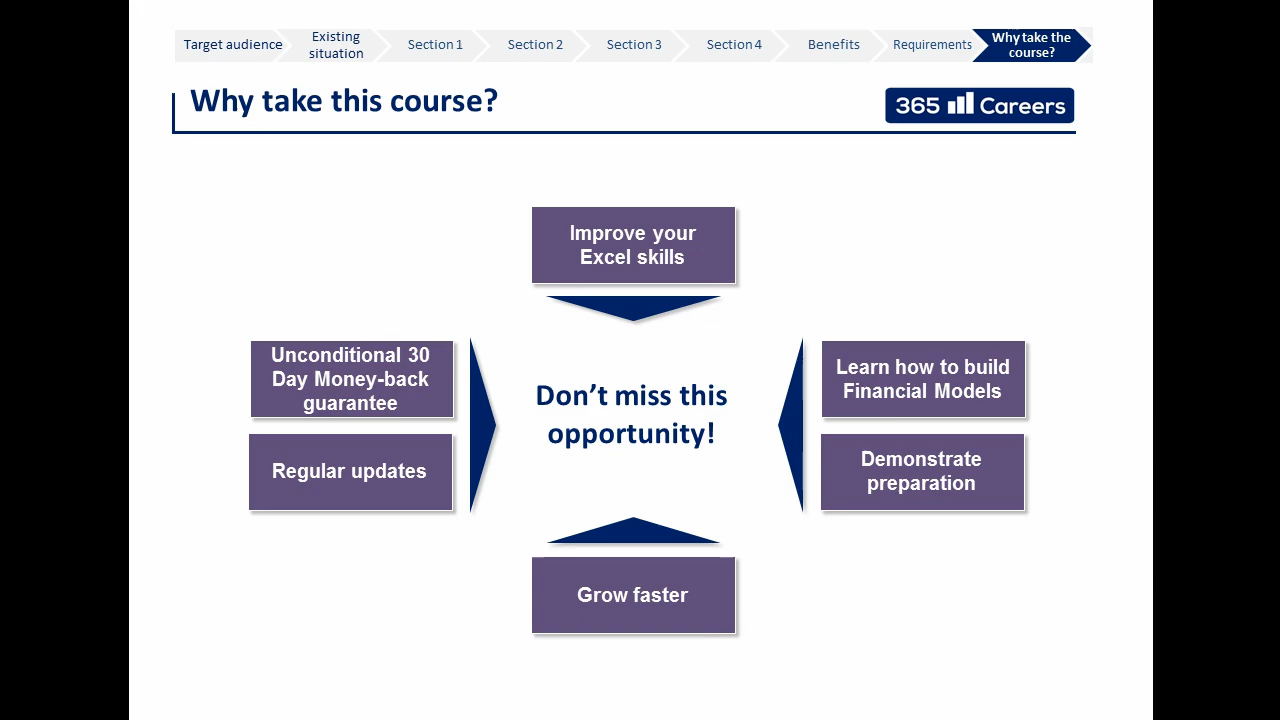 Target audience
Existing
situation
Section 1
Section 2
Section 3
Section 4
Benefits
Requirements
Why take the
course?
Why take this course?
365 Careers
Improve your
Excel skills
Unconditional 30
Day Money-back
guarantee
Regular updates
Don’t miss this
opportunity!
Learn how to build
Financial Models
Demonstrate
preparation
Grow faster